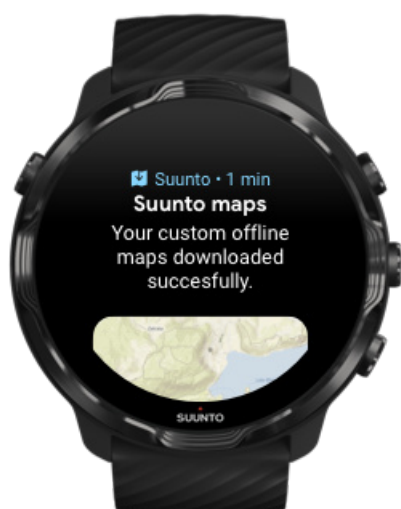 Suunto • 1 min
Suunto maps
Your custom offline
maps downloaded
succesfully.
SUUNTO